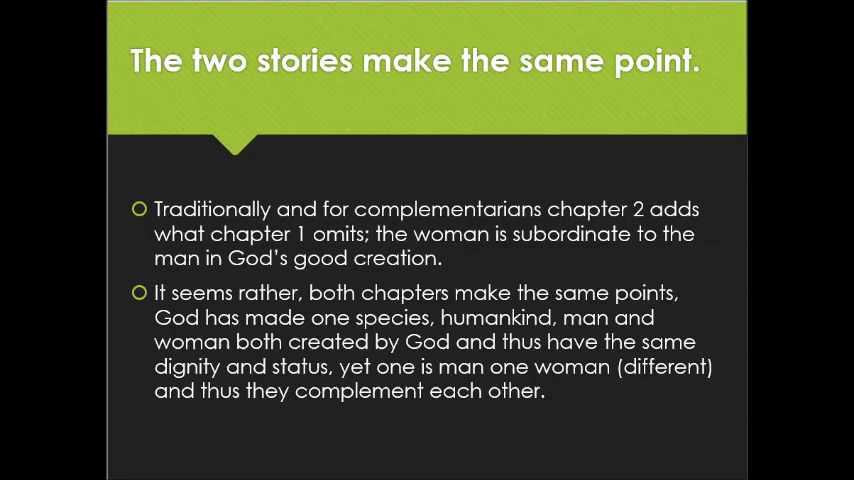 The two stories make the same point.
Traditionally and for complementarians chapter 2 adds
what chapter 1 omits; the woman is subordinate to the
man in God's good creation.
It seems rather, both chapters make the same points,
God has made one species, humankind, man and
woman both created by God and thus have the same
dignity and status, yet one is man one woman (different)
and thus they complement each other.